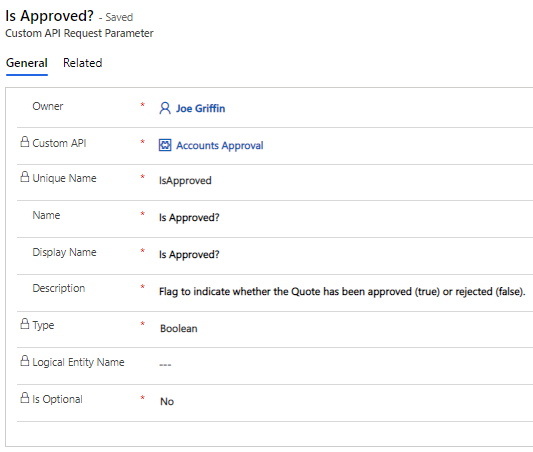 Is Approved? - Saved
Custom API Request Parameter
General Related
Owner * Joe Griffin
Custom API * Accounts Approval
Unique Name * IsApproved
Name * Is Approved?
Display Name * Is Approved?
Description * Flag to indicate whether the Quote has been approved (true) or rejected (false).
Type * Boolean
Logical Entity Name ---
Is Optional * No